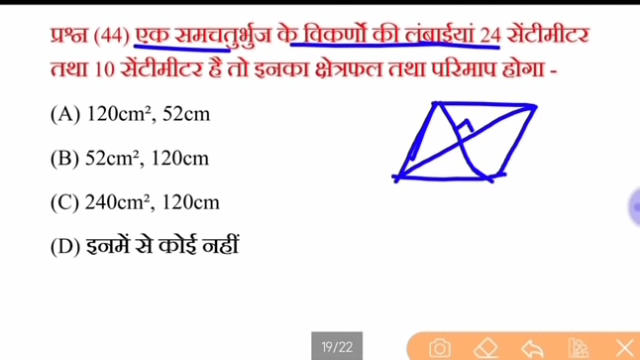 प्रश्न (44) एक समचतुर्भुज के विकर्णो की लंबाईयां 24 सेंटीमीटर
तथा 10 सेंटीमीटर है तो इनका क्षेत्रफल तथा परिमाप होगा -
(A) 120cm², 52cm
(B) 52cm², 120cm
(C) 240cm², 120cm
(D) इनमें से कोई नहीं
19/22